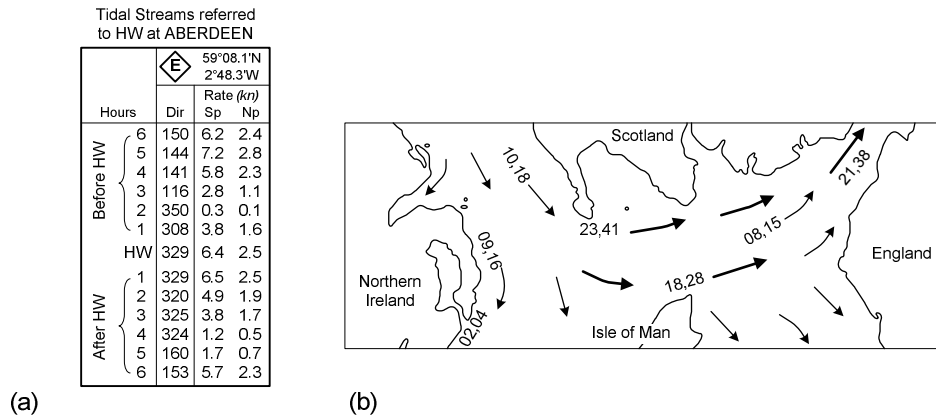 Tidal Streams referred
to HW at ABERDEEN
E
59°08.1'N
2°48.3'W
Rate (kn)
Hours Dir Sp Np
Before HW
6 150 6.2 2.4
5 144 7.2 2.8
4 141 5.8 2.3
3 116 2.8 1.1
2 350 0.3 0.1
1 308 3.8 1.6
HW 329 6.4 2.5
After HW
1 329 6.5 2.5
2 320 4.9 1.9
3 325 3.8 1.7
4 324 1.2 0.5
5 160 1.7 0.7
6 153 5.7 2.3
(a)
Scotland
10,18
21,38
23,41
08,15
09,16
England
Northern
Ireland
18,28
02,04
Isle of Man
(b)